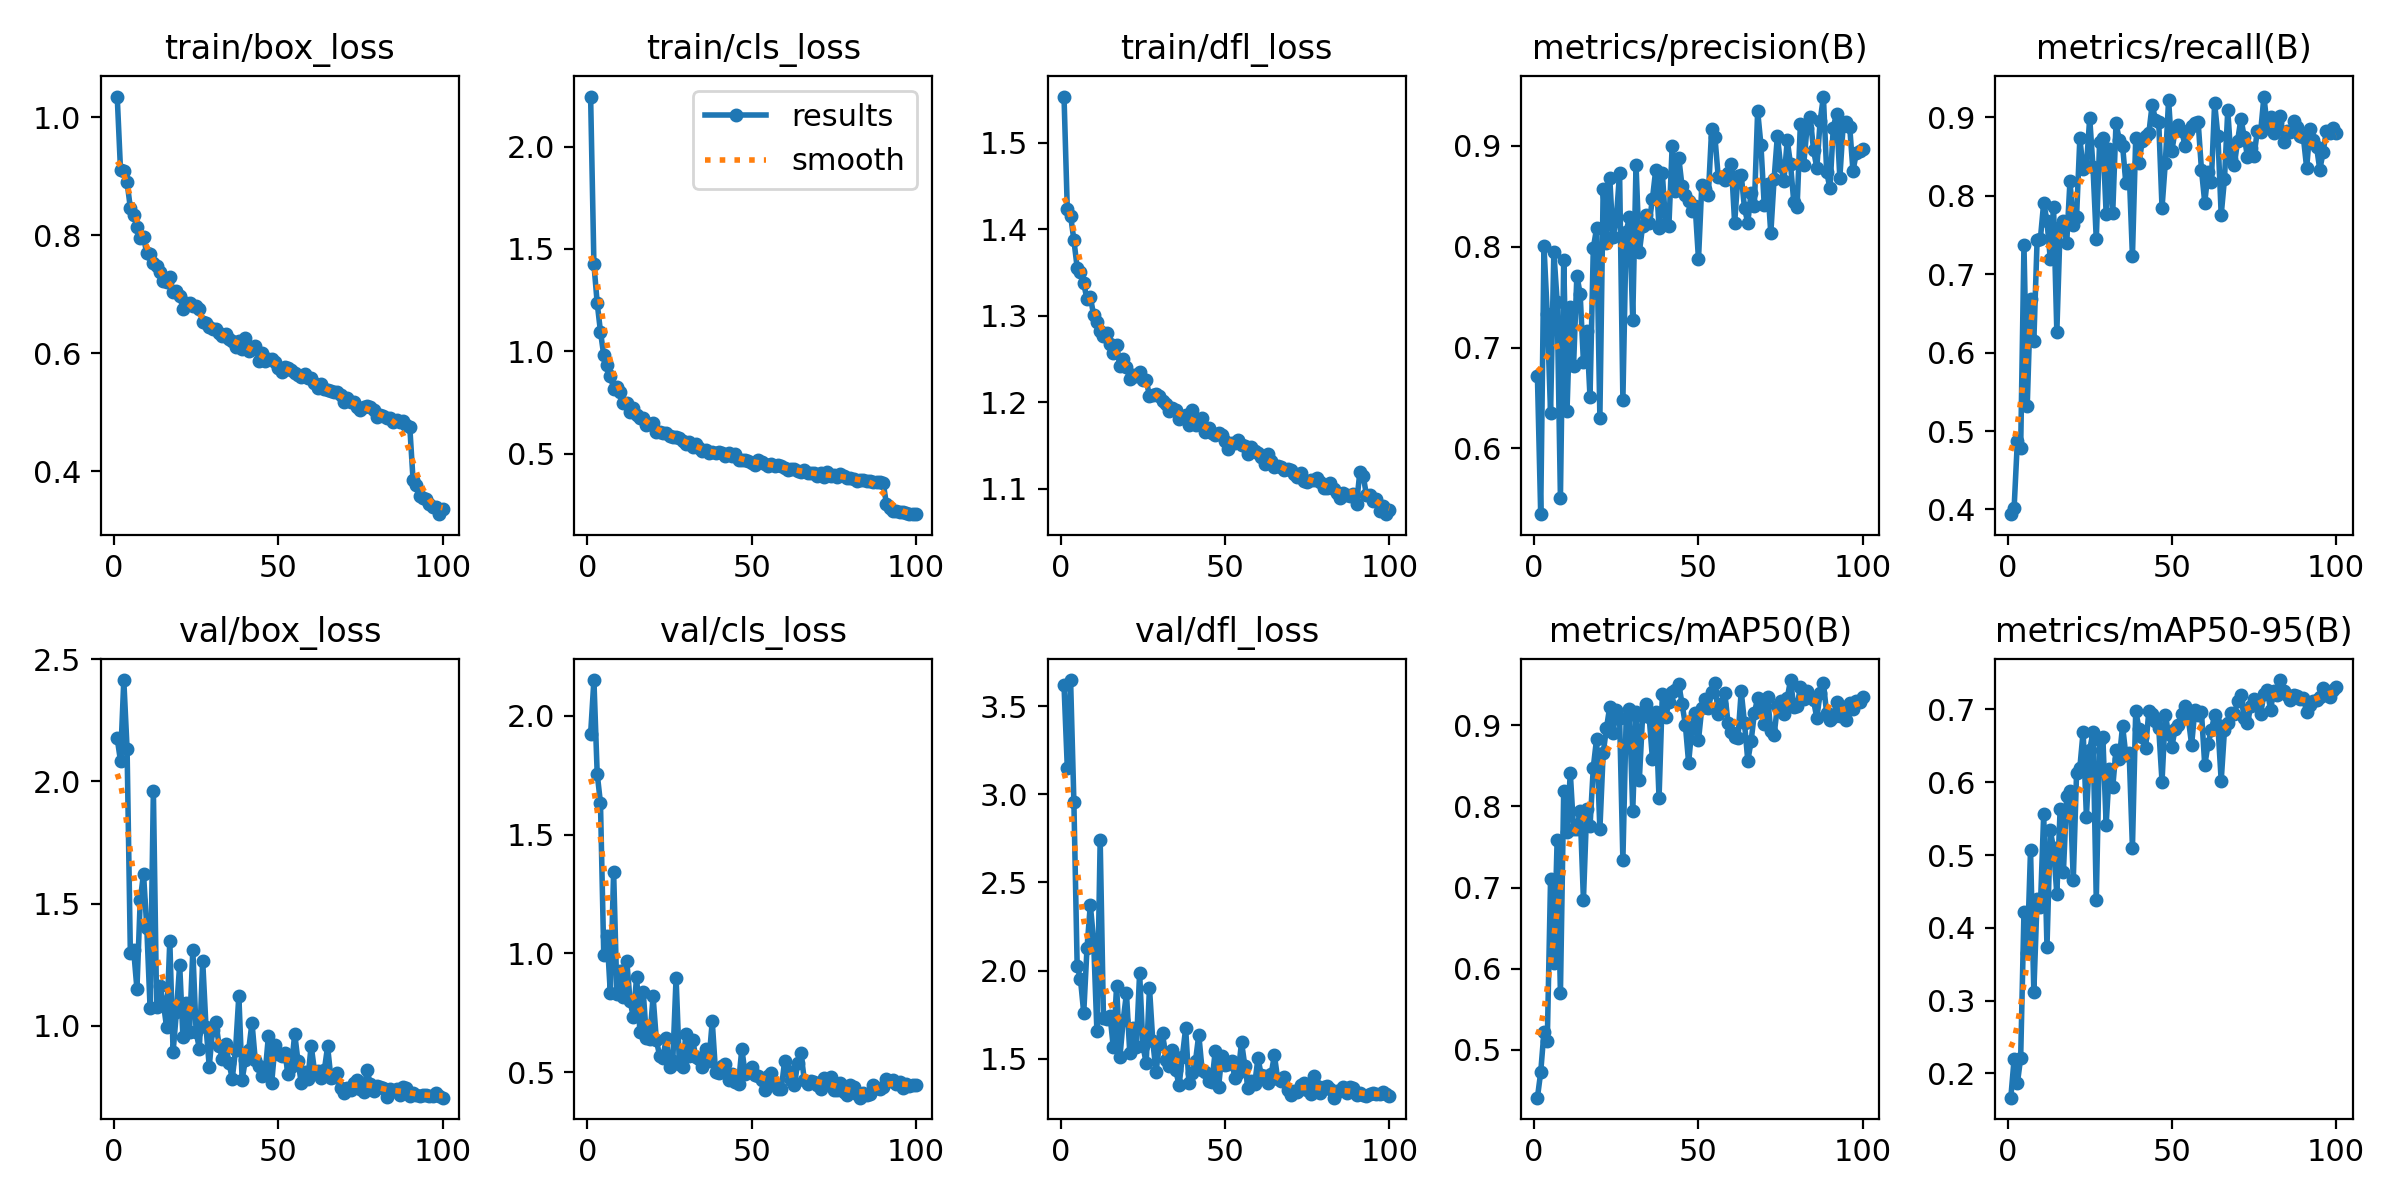 train/box_loss
1.0
0.8
0.6
0.4
0 50 100
train/cls_loss
results
smooth
2.0
1.5
1.0
0.5
0 50 100
train/dfl_loss
1.5
1.4
1.3
1.2
1.1
0 50 100
metrics/precision(B)
0.9
0.8
0.7
0.6
0 50 100
metrics/recall(B)
0.9
0.8
0.7
0.6
0.5
0.4
0 50 100
val/box_loss
2.5
2.0
1.5
1.0
0 50 100
val/cls_loss
2.0
1.5
1.0
0.5
0 50 100
val/dfl_loss
3.5
3.0
2.5
2.0
1.5
0 50 100
metrics/mAP50(B)
0.9
0.8
0.7
0.6
0.5
0 50 100
metrics/mAP50-95(B)
0.7
0.6
0.5
0.4
0.3
0.2
0 50 100